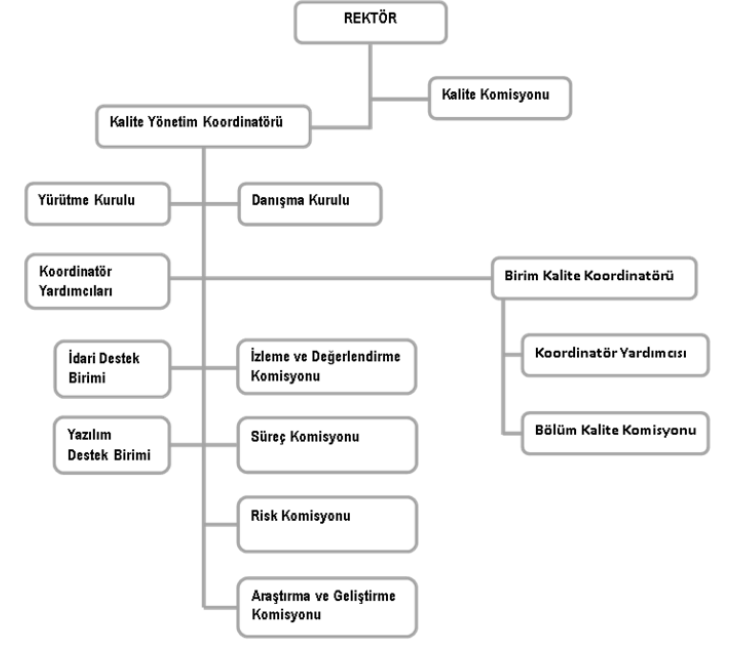 REKTÖR
Kalite Komisyonu
Kalite Yönetim Koordinatörü
Yürütme Kurulu
Danışma Kurulu
Koordinatör
Yardımcıları
Birim Kalite Koordinatörü
Koordinatör Yardımcısı
Bölüm Kalite Komisyonu
İdari Destek
Birimi
İzleme ve Değerlendirme
Komisyonu
Yazılım
Destek Birimi
Süreç Komisyonu
Risk Komisyonu
Araştırma ve Geliştirme
Komisyonu